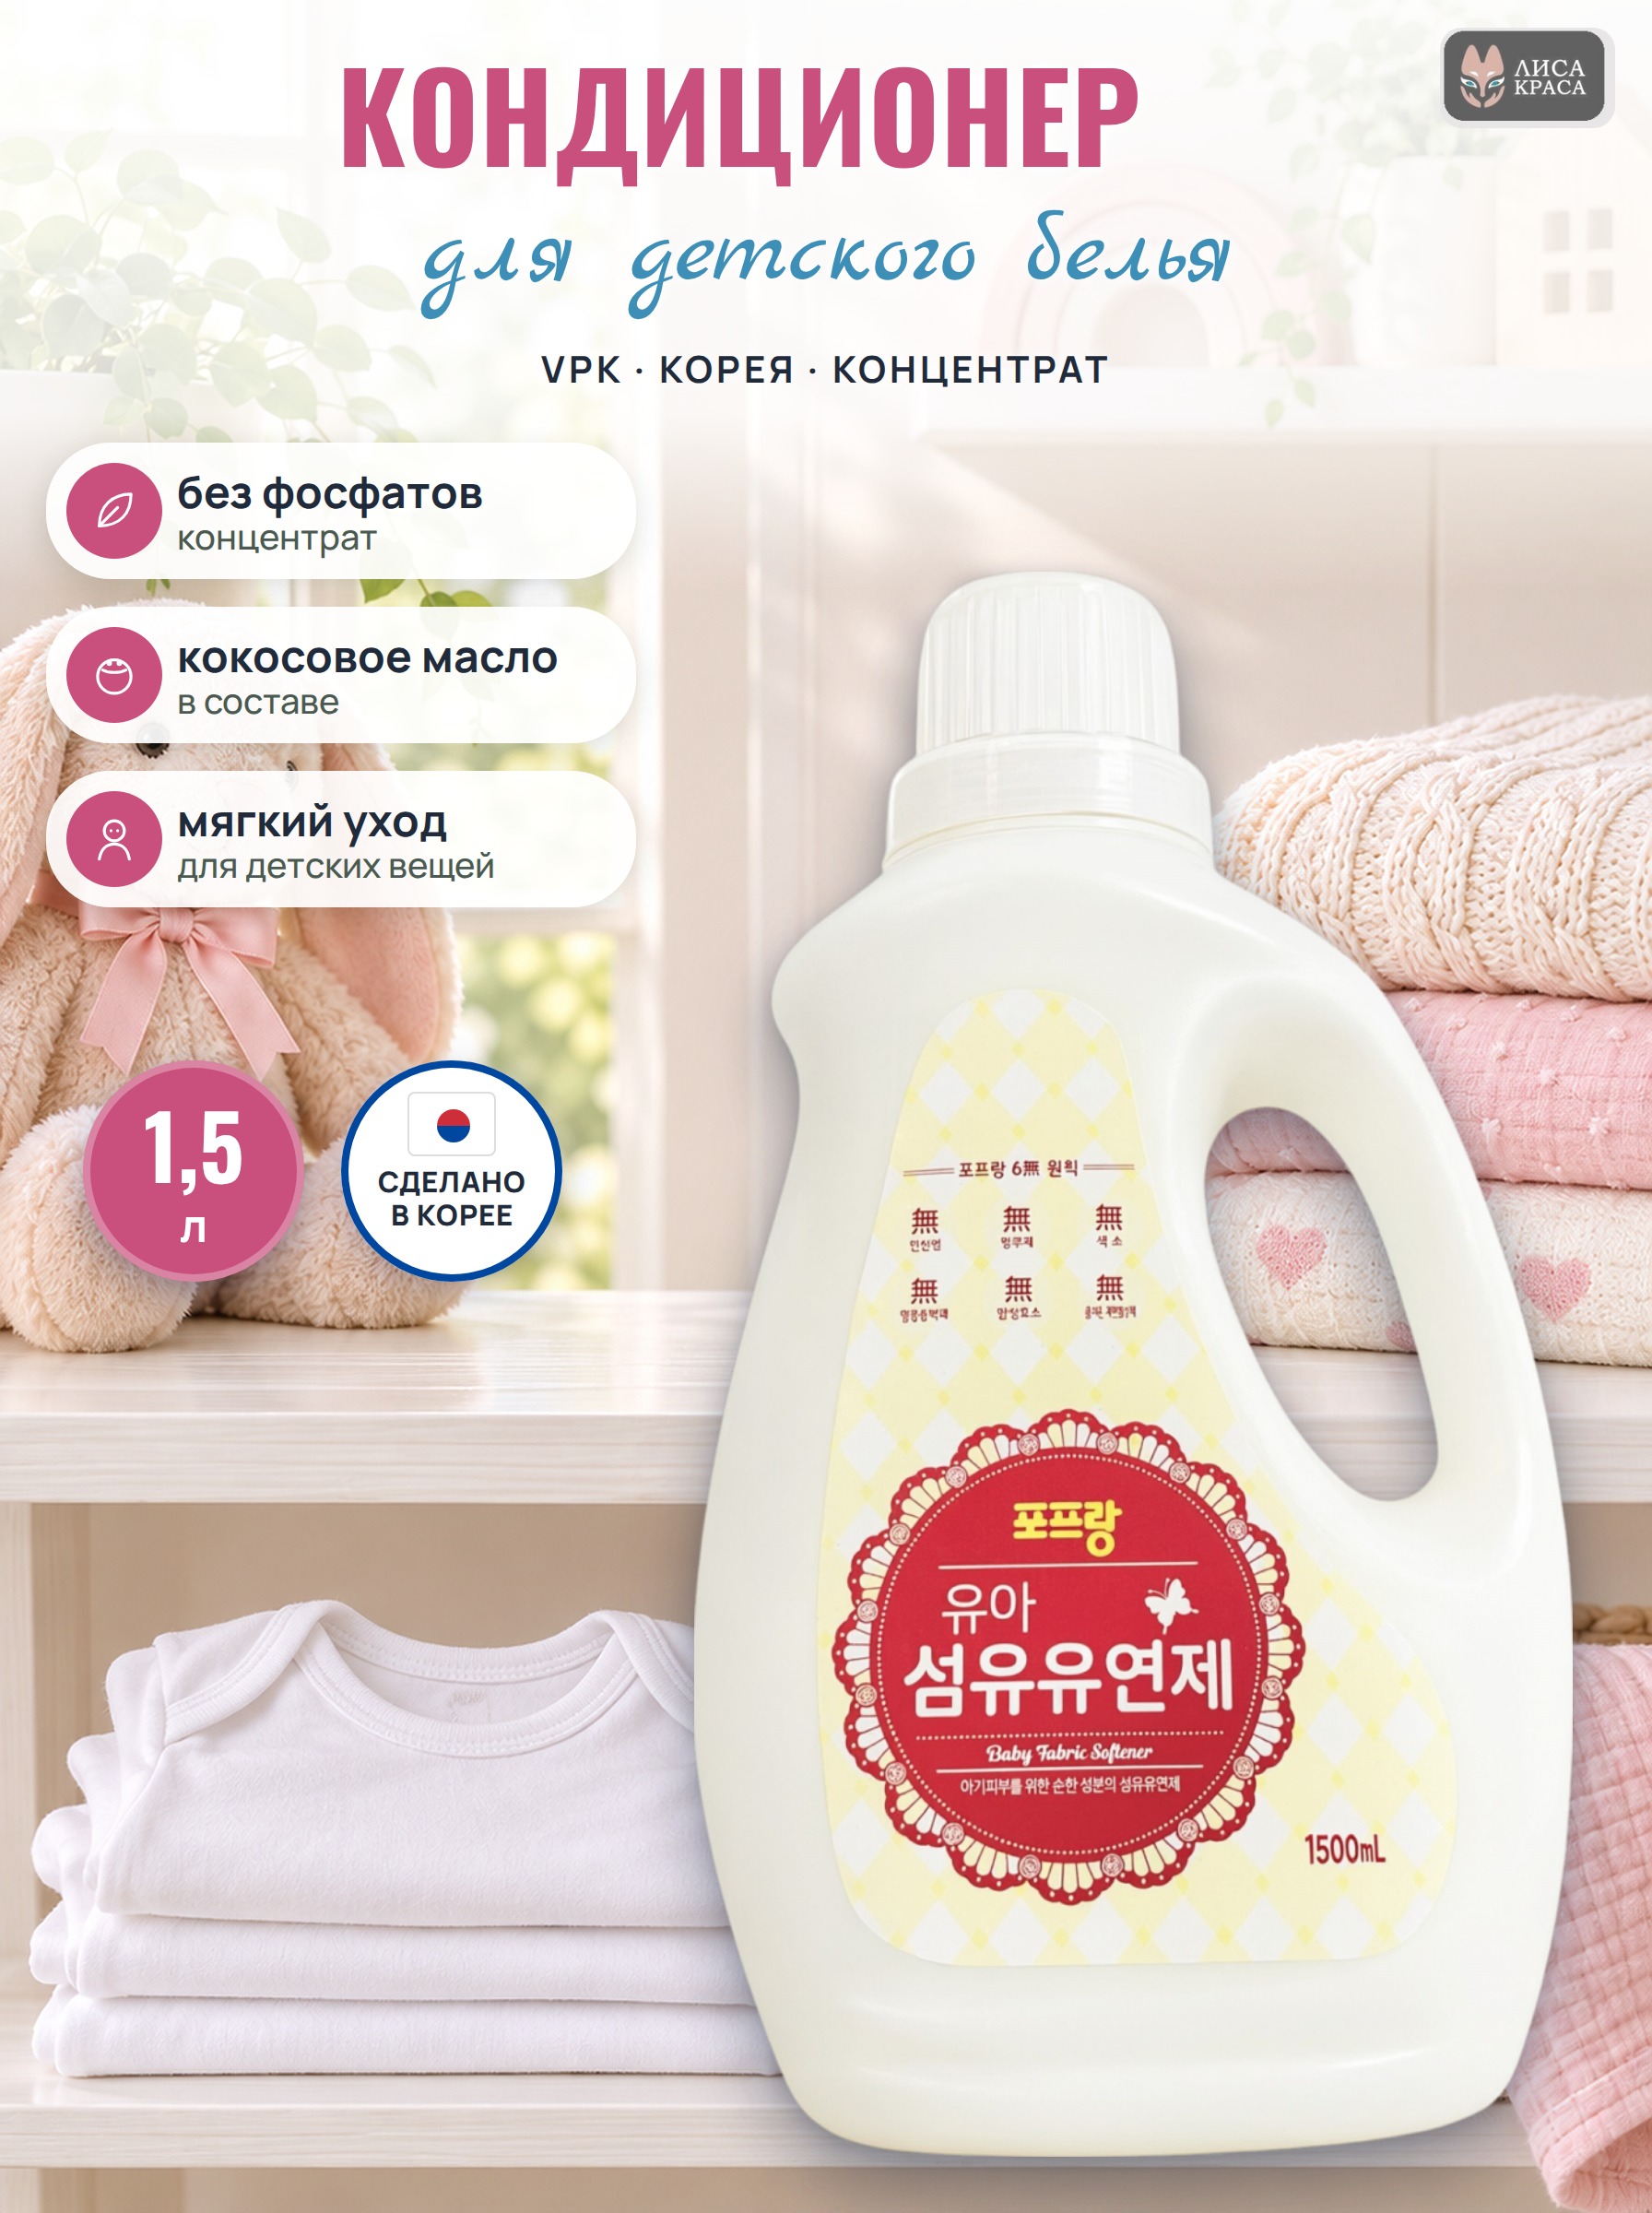 КОНДИЦИОНЕР
ЛИСА
КРАСА
для детского белья
VPK · КОРЕЯ · КОНЦЕНТРАТ
без фосфатов
концентрат
кокосовое масло
в составе
мягкий уход
для детских вещей
1,5
л
СДЕЛАНО
В КОРЕЕ
포프랑 6無 원칙
無 無 無
색소
無 無 無
포프랑
유아
섬유유연제
Baby Fabric Softener
아기피부를 위한 순한 성분의 섬유유연제
1500mL